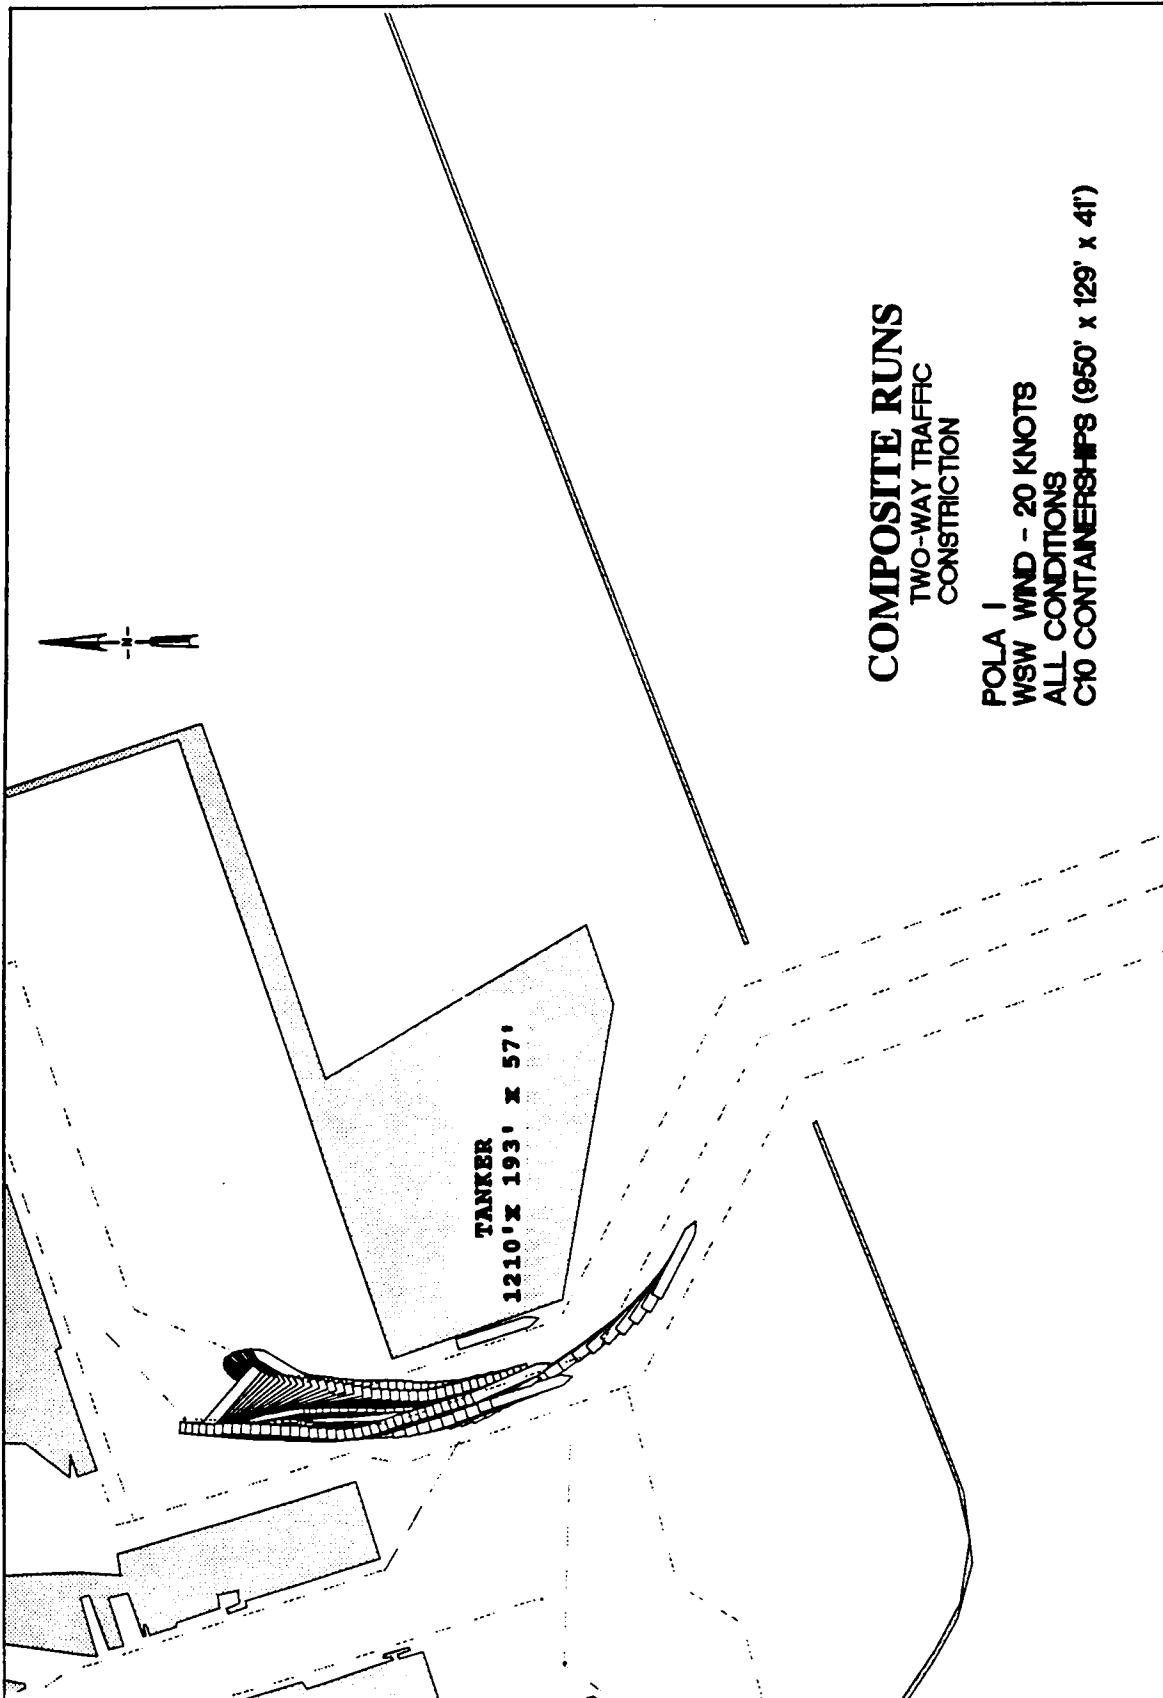 -N-
TANKER
1210'X 193' X 57'
COMPOSITE RUNS
TWO-WAY TRAFFIC
CONSTRICTION
POLA I
WSW WIND - 20 KNOTS
ALL CONDITIONS
C10 CONTAINERSHIPS (950' x 129' x 41')